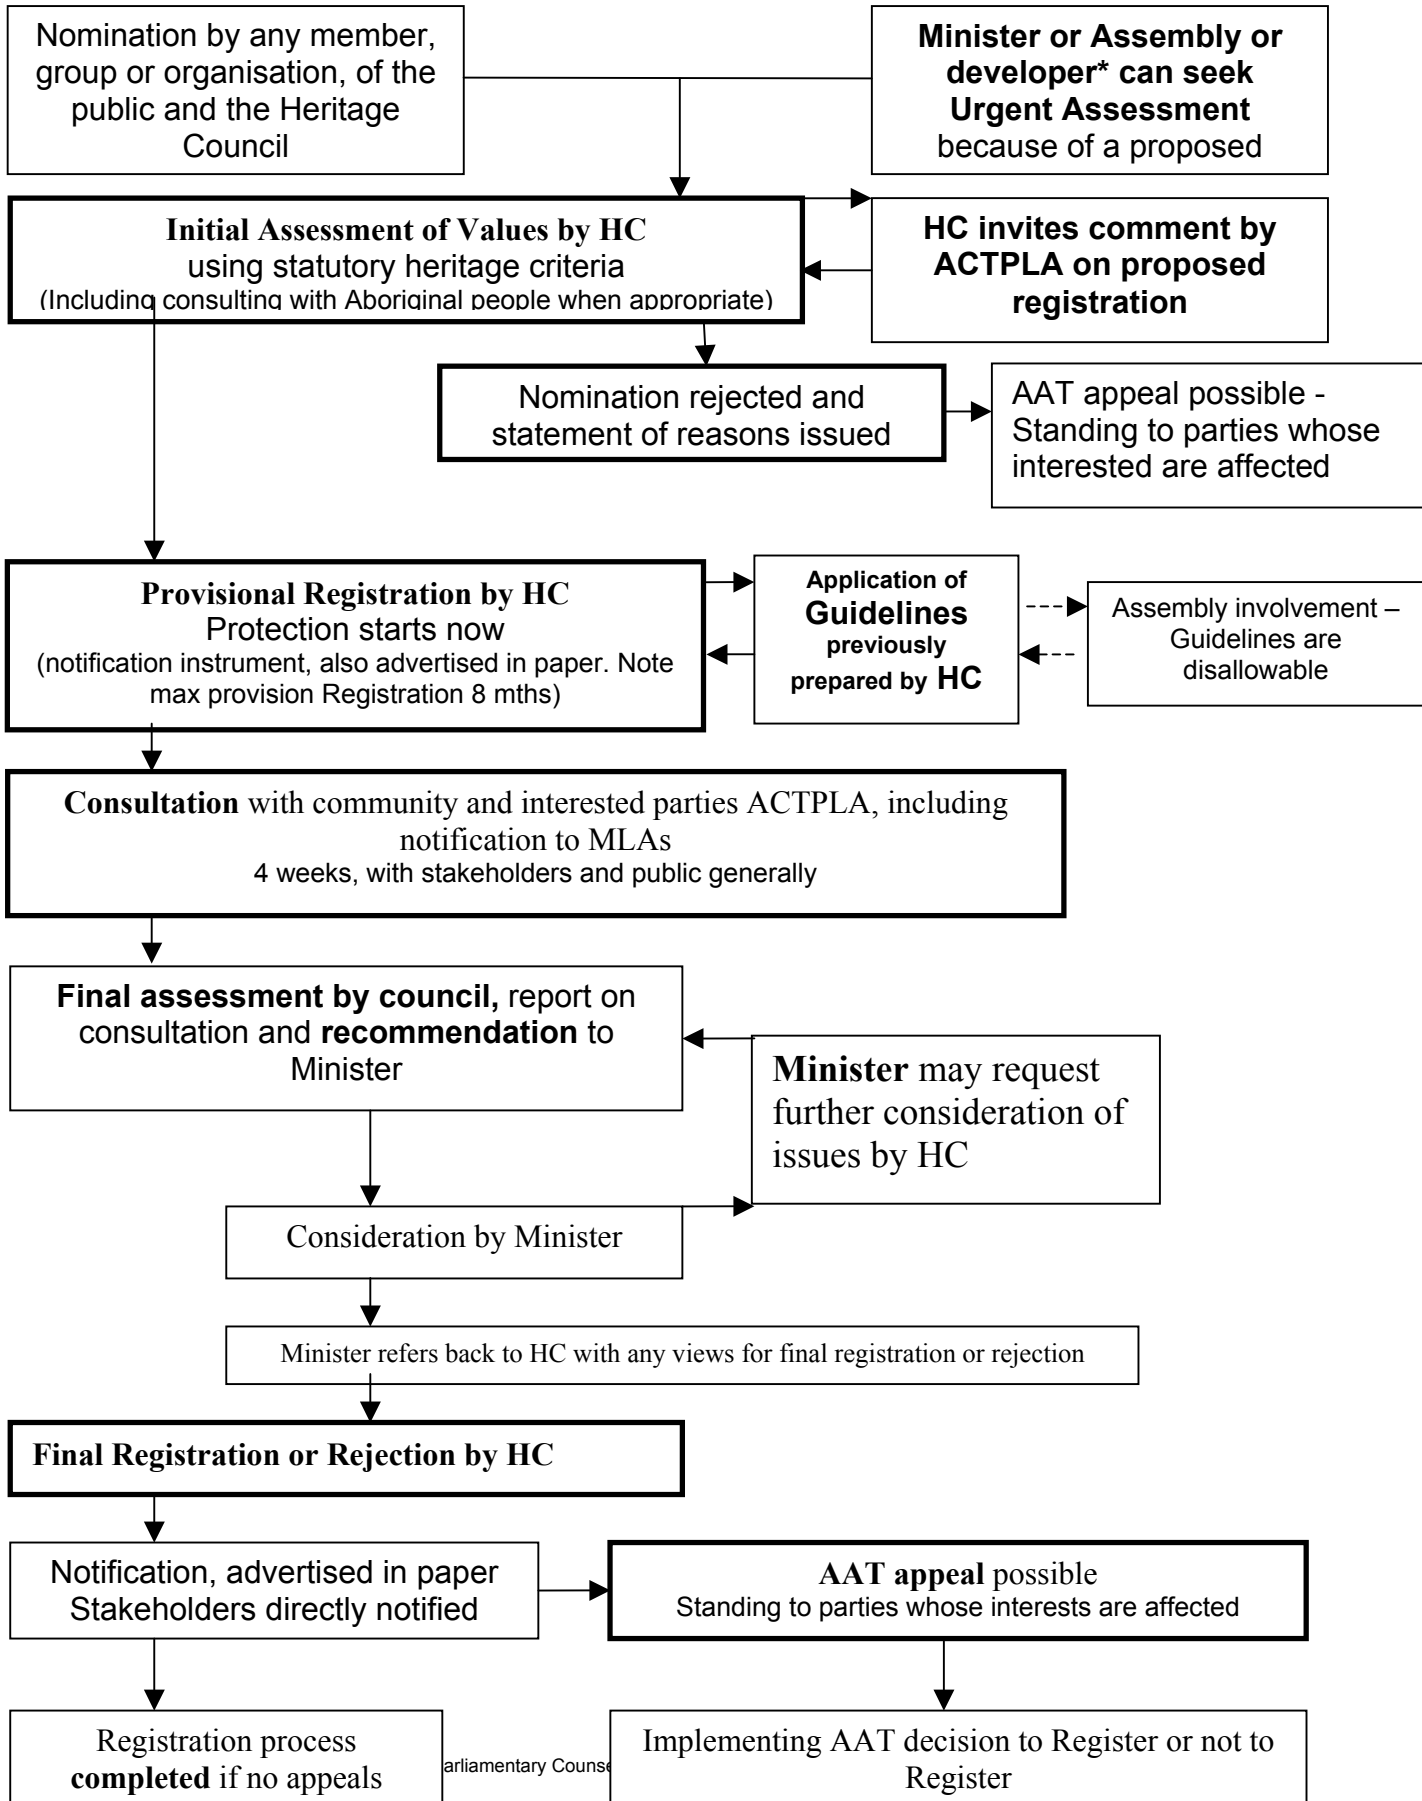 Nomination by any member,
group or organisation, of the
public and the Heritage
Council
Minister or Assembly or
developer* can seek
Urgent Assessment
because of a proposed
Initial Assessment of Values by HC
using statutory heritage criteria
(Including consulting with Aboriginal people when appropriate)
HC invites comment by
ACTPLA on proposed
registration
Nomination rejected and
statement of reasons issued
AAT appeal possible -
Standing to parties whose
interested are affected
Provisional Registration by HC
Protection starts now
(notification instrument, also advertised in paper. Note
max provision Registration 8 mths)
Application of
Guidelines
previously
prepared by HC
Assembly involvement –
Guidelines are
disallowable
Consultation with community and interested parties ACTPLA, including
notification to MLAs
4 weeks, with stakeholders and public generally
Final assessment by council, report on
consultation and recommendation to
Minister
Minister may request
further consideration of
issues by HC
Consideration by Minister
Minister refers back to HC with any views for final registration or rejection
Final Registration or Rejection by HC
Notification, advertised in paper
Stakeholders directly notified
AAT appeal possible
Standing to parties whose interests are affected
Registration process
completed if no appeals
arliamentary Counse
Implementing AAT decision to Register or not to
Register